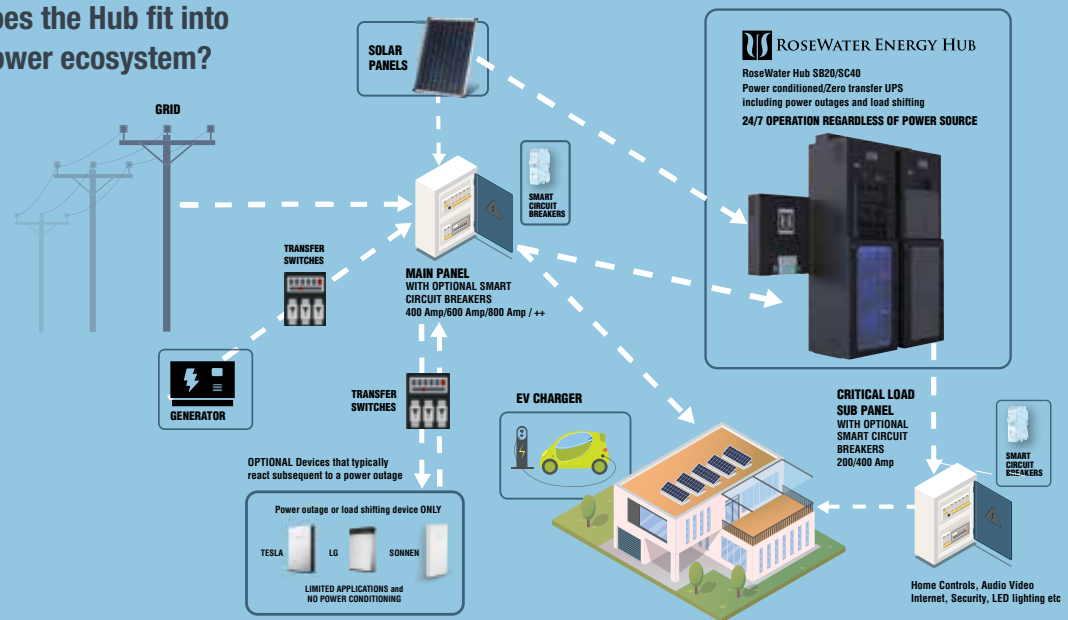 oes the Hub fit into
ower ecosystem?
SOLAR
PANELS
ROSEWATER ENERGY HUB
RoseWater Hub SB20/SC40
Power conditioned/Zero transfer UPS
including power outages and load shifting
24/7 OPERATION REGARDLESS OF POWER SOURCE
GRID
SMART
CIRCUIT
BREAKERS
TRANSFER
SWITCHES
MAIN PANEL
WITH OPTIONAL SMART
CIRCUIT BREAKERS
400 Amp/600 Amp/800 Amp / ++
GENERATOR
TRANSFER
SWITCHES
EV CHARGER
CRITICAL LOAD
SUB PANEL
WITH OPTIONAL
SMART CIRCUIT
BREAKERS
200/400 Amp
SMART
CIRCUIT
BREAKERS
OPTIONAL Devices that typically
react subsequent to a power outage
Power outage or load shifting device ONLY
TESLA
LG
SONNEN
LIMITED APPLICATIONS and
NO POWER CONDITIONING
Home Controls, Audio Video
Internet, Security, LED lighting etc